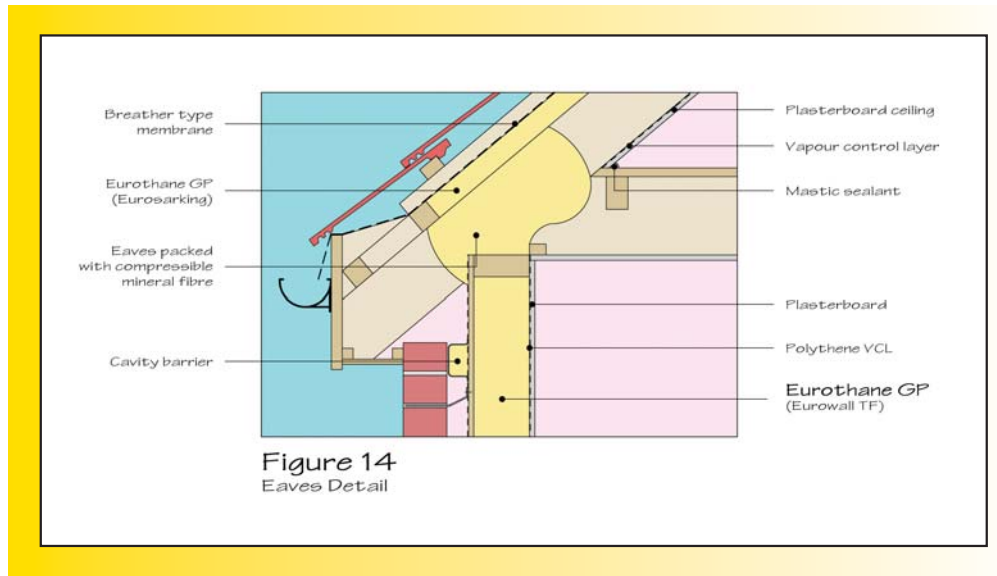 Breather type
membrane
Eurothane GP
(Eurosarking)
Eaves packed
with compressible
mineral fibre
Cavity barrier
Plasterboard ceiling
Vapour control layer
Mastic sealant
Plasterboard
Polythene VCL
Eurothane GP
(Eurowall TF)
Figure 14
Eaves Detail